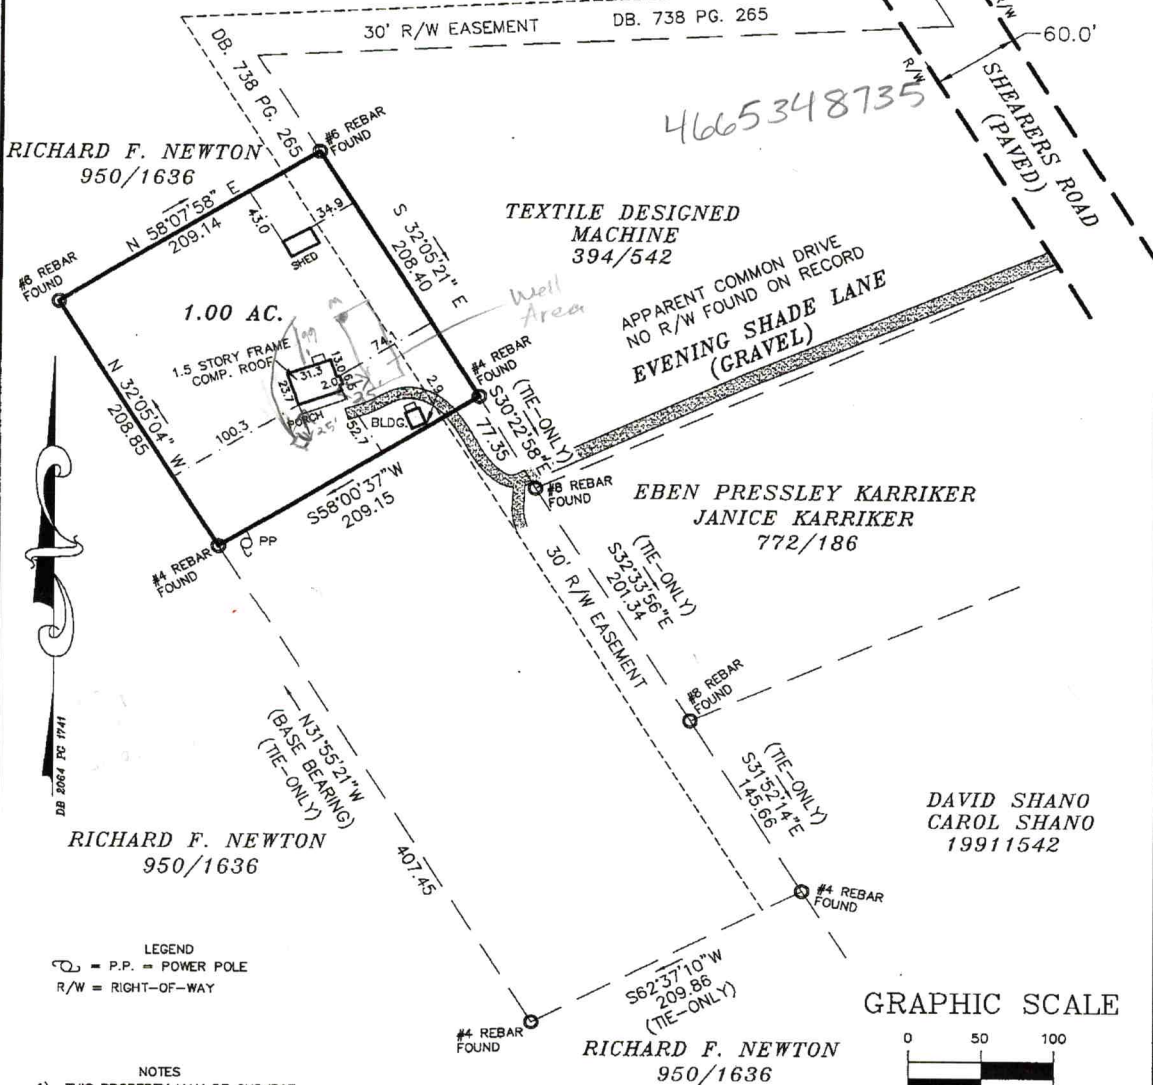 30' R/W EASEMENT DB. 738 PG. 265
DB. 738 PG. 265
R/W
R/W
60.0'
SHEARERS ROAD
(PAVED)
4665348735
RICHARD F. NEWTON
950/1636
#6 REBAR
FOUND
N 58°07'58" E
209.14
43.0
34.9
SHED
S 32°05'21" E
208.40
TEXTILE DESIGNED
MACHINE
394/542
#6 REBAR
FOUND
1.00 AC.
Well
Area
APPARENT COMMON DRIVE
NO R/W FOUND ON RECORD
EVENING SHADE LANE
(GRAVEL)
1.5 STORY FRAME
COMP. ROOF
31.3
13.0
2.0
6.5
23.7
74.1
25'
PORCH
25'
52.7
BLDG.
2.9
100.3
N 32°05'04" W
208.85
#4 REBAR
FOUND
(TIE-ONLY)
S30°22'58"E
77.35
#8 REBAR
FOUND
S58°00'37"W
209.15
PP
#4 REBAR
FOUND
EBEN PRESSLEY KARRIKER
JANICE KARRIKER
772/186
(TIE-ONLY)
S32°33'56"E
201.34
30' R/W EASEMENT
#8 REBAR
FOUND
DB 2064 PG 1741
N31°55'21"W
(BASE BEARING)
(TIE-ONLY)
407.45
(TIE-ONLY)
S31°52'14"E
145.66
DAVID SHANO
CAROL SHANO
19911542
RICHARD F. NEWTON
950/1636
#4 REBAR
FOUND
LEGEND
= P.P. = POWER POLE
R/W = RIGHT-OF-WAY
S62°37'10"W
209.86
(TIE-ONLY)
#4 REBAR
FOUND
GRAPHIC SCALE
0 50 100
RICHARD F. NEWTON
950/1636
NOTES